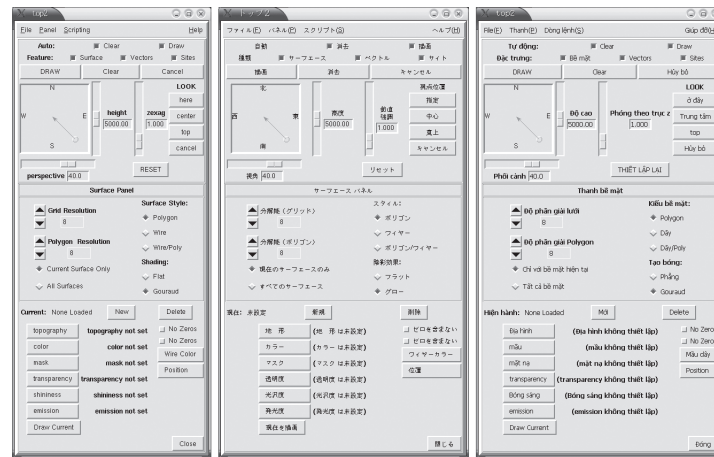 top2
File Panel Scripting Help
Auto: Clear Draw
Feature: Surface Vectors Sites
DRAW Clear Cancel
N
W
S
height
5000.00
zexag
1.000
LOOK
here
center
top
cancel
perspective 40.0
RESET
Surface Panel
Grid Resolution
8
Polygon Resolution
8
Current Surface Only
All Surfaces
Surface Style:
Polygon
Wire
Wire/Poly
Shading:
Flat
Gouraud
Current: None Loaded New Delete
topography topography not set No Zeros
color color not set No Zeros
mask mask not set Wire Color
transparency transparency not set Position
shininess shininess not set
emission emission not set
Draw Current
Close
トップ2
ファイル(F) パネル(P) スクリプト(S) ヘルプ(H)
自動 消去 描画
種類 サーフェース ベクトル サイト
描画 消去 キャンセル
北
西 東
南
高度
5000.00
鉛直
強調
1.000
視点位置
指定
中心
真上
キャンセル
視角 40.0
リセット
サーフェース パネル
分解能 (グリッド)
8
分解能 (ポリゴン)
8
現在のサーフェースのみ
すべてのサーフェース
スタイル:
ポリゴン
ワイヤー
ポリゴン/ワイヤー
陰影効果:
フラット
グロー
現在: 未設定 新規 削除
地 形 (地 形 は未設定) ゼロを含まない
カラー (カラー は未設定) ゼロを含まない
マスク (マスク は未設定) ワイヤーカラー
透明度 (透明度 は未設定) 位置
光沢度 (光沢度 は未設定)
発光度 (発光度 は未設定)
現在を描画
閉じる
top2
File(F) Thanh(P) Dòng lệnh(S) Giúp đỡ(H
Tự động: Clear Draw
Đặc trưng: Bề mặt Vectors Sites
DRAW Clear Hủy bỏ
N
W E
S
Độ cao
5000.00
Phóng theo trục z
1.000
LOOK
ở đây
Trung tâm
top
Hủy bỏ
Phối cảnh 40.0
THIẾT LẬP LẠI
Thanh bề mặt
Độ phân giải lưới
8
Độ phân giải Polygon
8
Chỉ với bề mặt hiện tại
Tất cả bề mặt
Kiểu bề mặt:
Polygon
Dây
Dây/Poly
Tạo bóng:
Phẳng
Gouraud
Hiện hành: None Loaded Mới Delete
Địa hình (Địa hình không thiết lập) No Zeros
mầu (mầu không thiết lập) No Zeros
mặt nạ (mặt nạ không thiết lập) Mầu dây
transparency (transparency không thiết lập) Position
Bóng sáng (Bóng sáng không thiết lập)
emission (emission không thiết lập)
Draw Current
Đóng